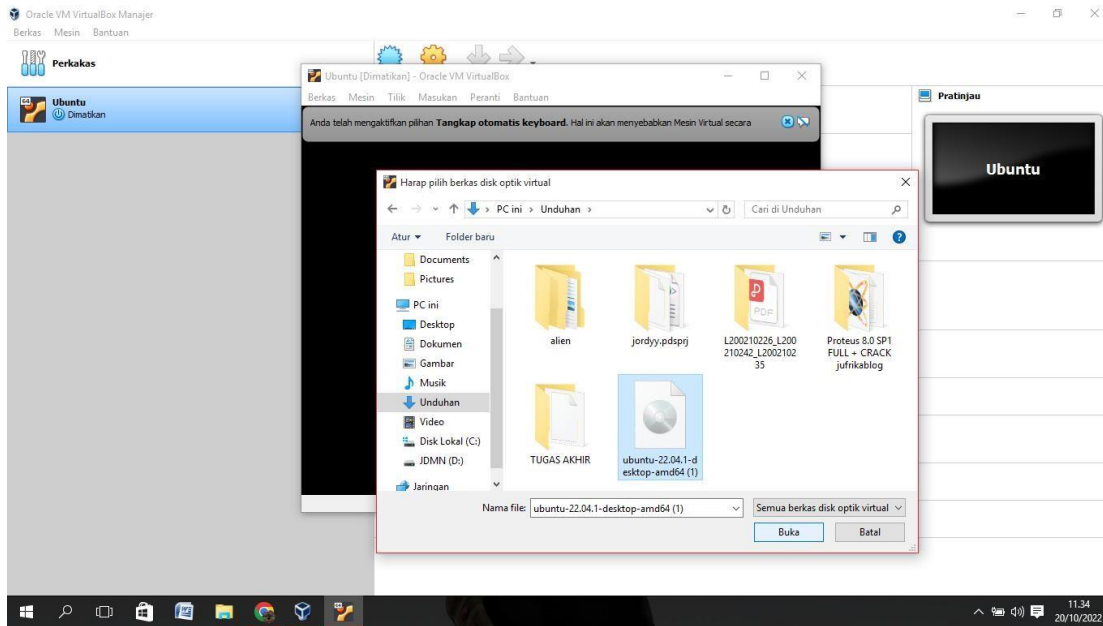 Oracle VM VirtualBox Manajer
Berkas Mesin Bantuan
Perkakas
64
Ubuntu
Dimatikan
Ubuntu [Dimatikan] - Oracle VM VirtualBox
Berkas Mesin Tilik Masukan Peranti Bantuan
Anda telah mengaktifkan pilihan Tangkap otomatis keyboard. Hal ini akan menyebabkan Mesin Virtual secara
Pratinjau
Ubuntu
Harap pilih berkas disk optik virtual
PC ini › Unduhan ›
Cari di Unduhan
Atur
Folder baru
Documents
Pictures
PC ini
Desktop
Dokumen
Gambar
Musik
Unduhan
Video
Disk Lokal (C:)
JDMN (D:)
Jaringan
alien
jordyy.pdsprj
PDF
L200210226_L200
210242_L2002102
35
Proteus 8.0 SP1
FULL + CRACK
jufrikablog
TUGAS AKHIR
ubuntu-22.04.1-d
esktop-amd64 (1)
Nama file: ubuntu-22.04.1-desktop-amd64 (1)
Semua berkas disk optik virtual
Buka
Batal
11.34
20/10/2022